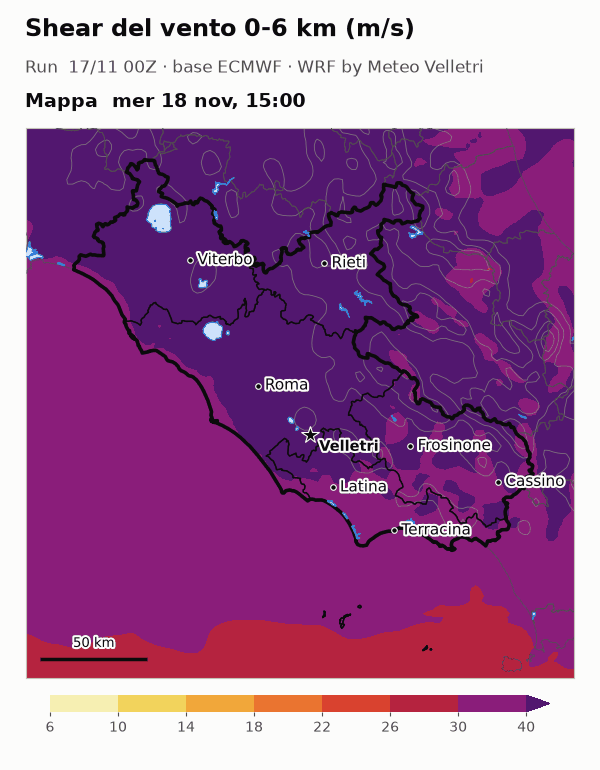 Shear del vento 0-6 km (m/s)
Run 17/11 00Z · base ECMWF · WRF by Meteo Velletri
Mappa mer 18 nov, 15:00
Viterbo
Rieti
Roma
Velletri
Frosinone
Latina
Cassino
Terracina
50 km
6 10 14 18 22 26 30 40